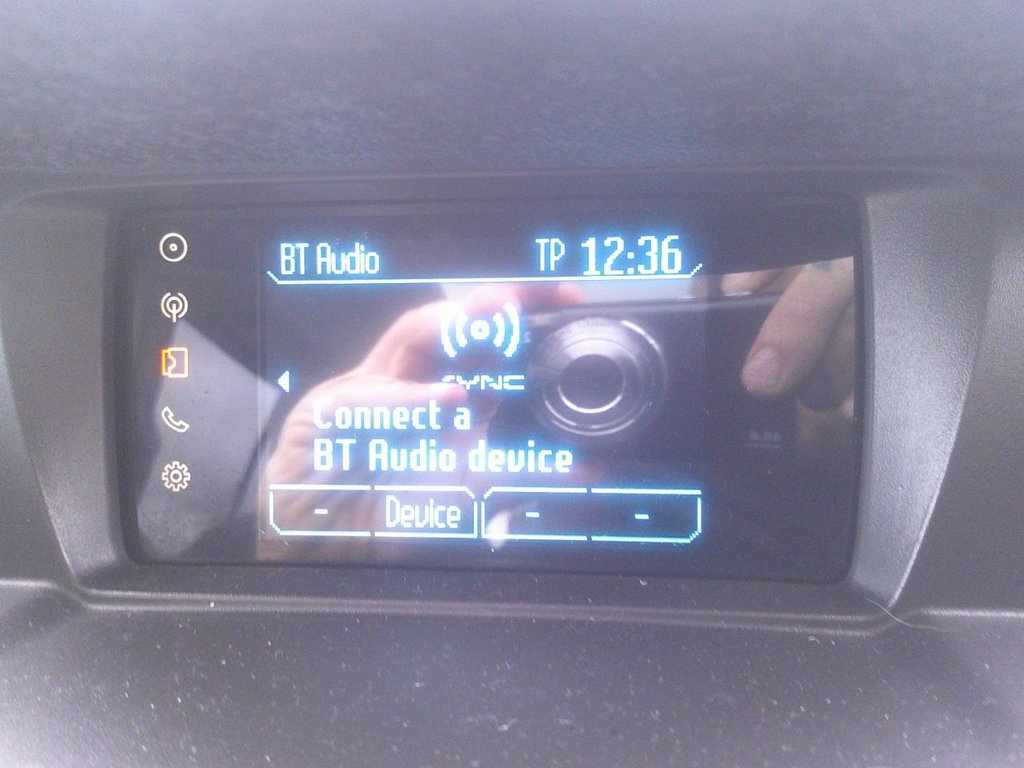 BT Audio TP 12:36
SYNC
Connect a
BT Audio device
- Device - -